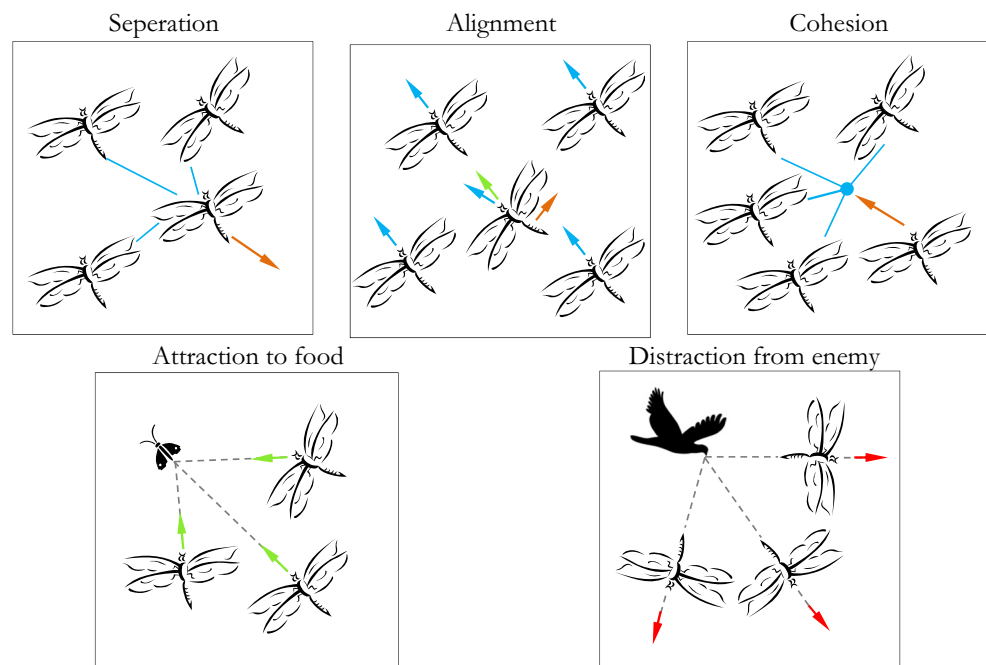 Seperation
Alignment
Cohesion
Attraction to food
Distraction from enemy